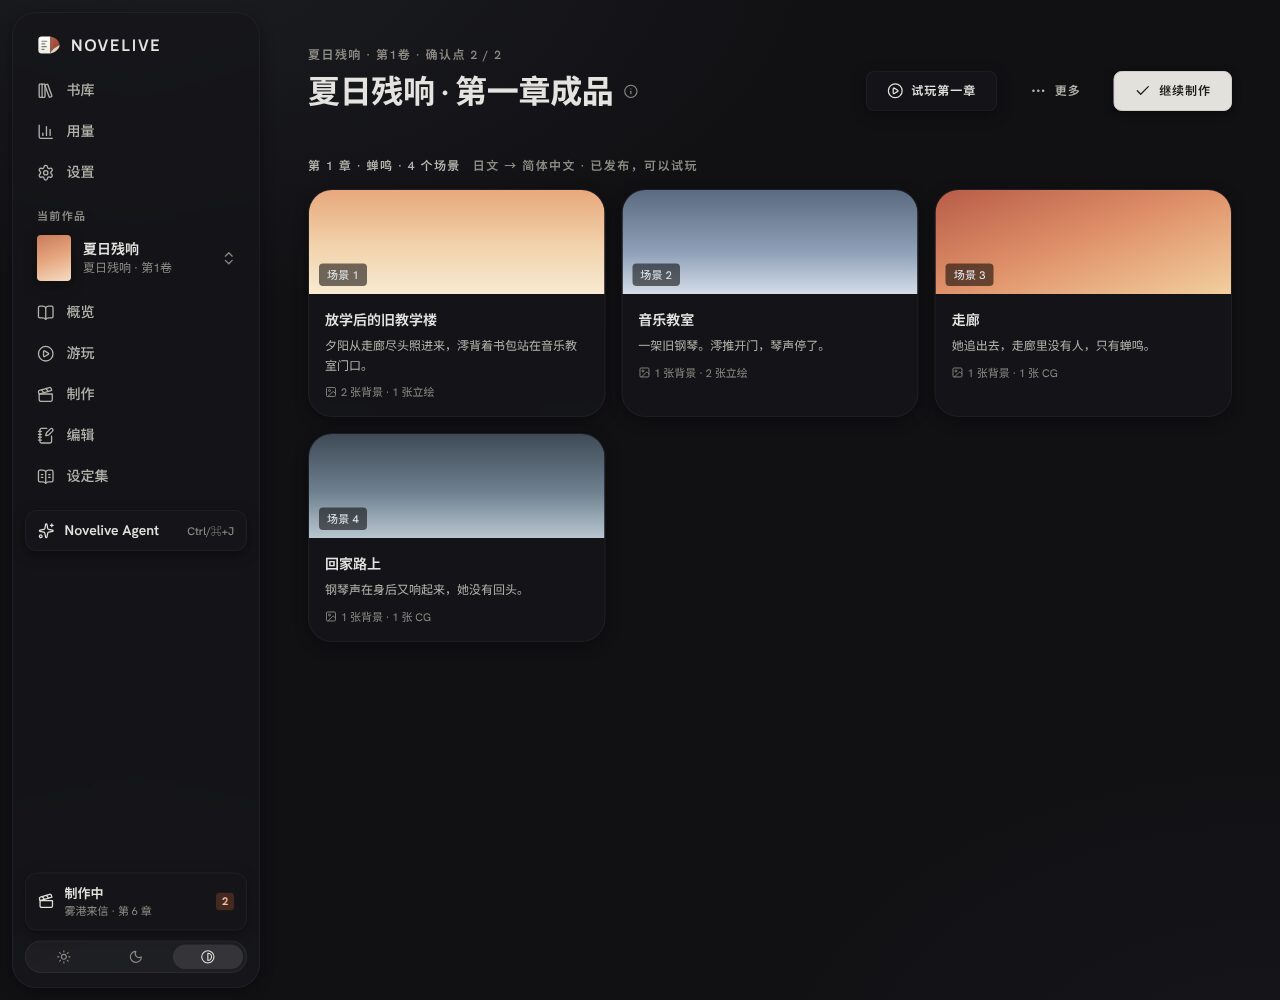 NOVELIVE
书库
用量
设置
当前作品
夏日残响
夏日残响 · 第1卷
概览
游玩
制作
编辑
设定集
Novelive Agent Ctrl/⌘+J
制作中
雾港来信 · 第 6 章
2
夏日残响 · 第1卷 · 确认点 2 / 2
夏日残响 · 第一章成品
试玩第一章
更多
继续制作
第 1 章 · 蝉鸣 · 4 个场景 日文 → 简体中文 · 已发布，可以试玩
场景 1
放学后的旧教学楼
夕阳从走廊尽头照进来，澪背着书包站在音乐教
室门口。
2 张背景 · 1 张立绘
场景 2
音乐教室
一架旧钢琴。澪推开门，琴声停了。
1 张背景 · 2 张立绘
场景 3
走廊
她追出去，走廊里没有人，只有蝉鸣。
1 张背景 · 1 张 CG
场景 4
回家路上
钢琴声在身后又响起来，她没有回头。
1 张背景 · 1 张 CG